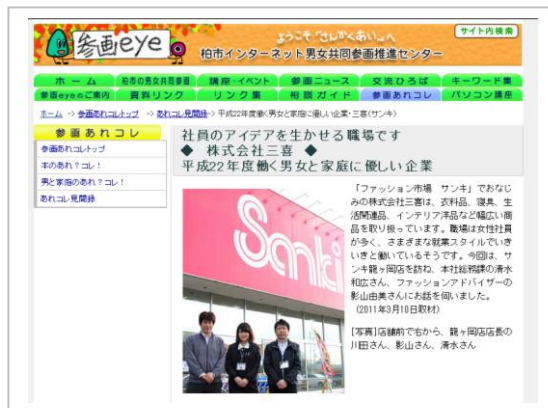 参画eye
ようこそ「さんかくあい」へ
サイト内検索
柏市インターネット男女共同参画推進センター
ホーム 柏市の男女共同参画 講座・イベント 参画ニュース 交流ひろば キーワード集
参画eyeのご案内 資料リンク リンク集 相談ガイド 参画あれコレ パソコン講座
ホーム -> 参画あれコレトップ -> あれコレ見聞録 -> 平成22年度働く男女と家庭に優しい企業・三喜(サンキ)
参画あれコレ
参画あれコレトップ
本のあれ?コレ!
男と家庭のあれ?コレ!
あれコレ見聞録
社員のアイデアを生かせる職場です
◆ 株式会社三喜 ◆
平成22年度働く男女と家庭に優しい企業
Sanki
「ファッション市場 サンキ」でおなじ
みの株式会社三喜は、衣料品、寝具、生
活関連品、インテリア洋品など幅広い商
品を取り扱っています。職場は女性社員
が多く、さまざまな就業スタイルでいき
いきと働いているそうです。今回は、サ
ンキ龍ヶ岡店を訪ね、本社総務課の清水
和広さん、ファッションアドバイザーの
影山由美さんにお話を伺いました。
(2011年3月10日取材)
[写真]店舗前で右から、龍ヶ岡店店長の
川田さん、影山さん、清水さん